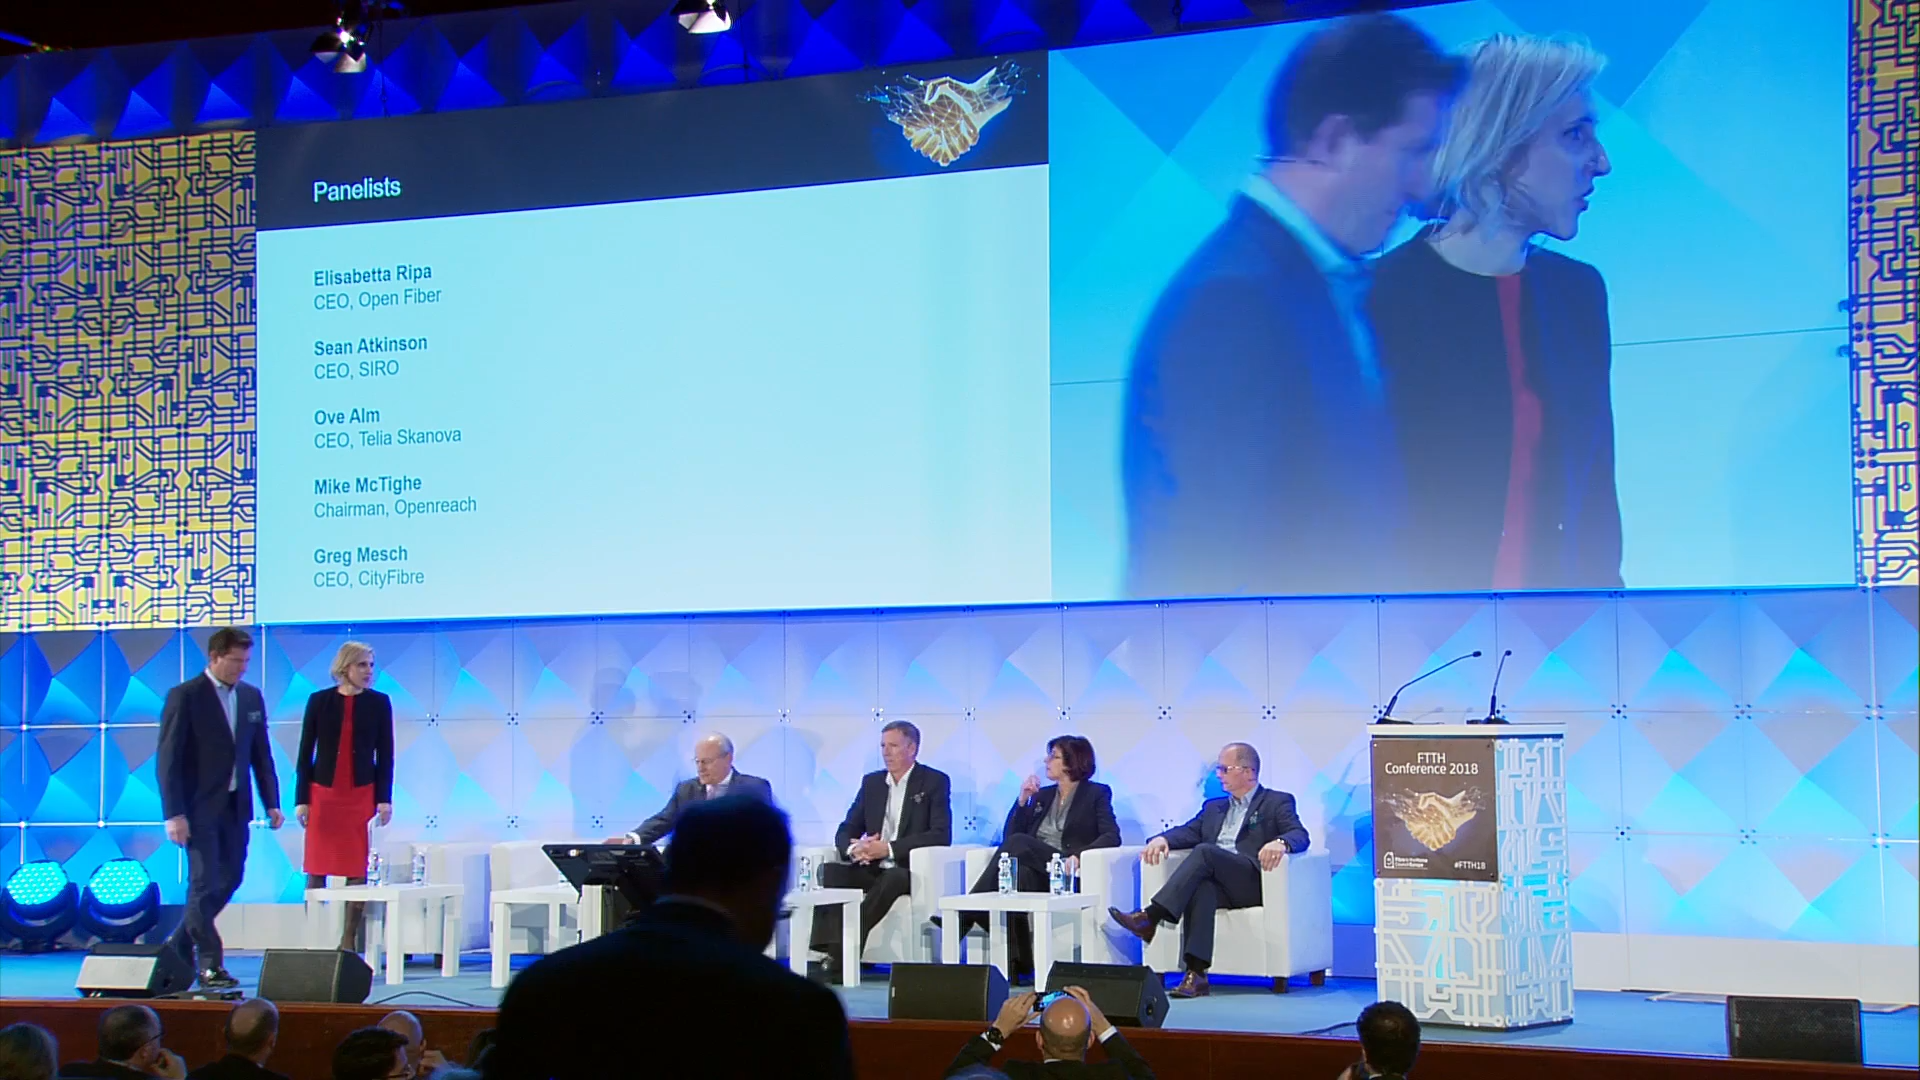 Panelists
Elisabetta Ripa
CEO, Open Fiber
Sean Atkinson
CEO, SIRO
Ove Alm
CEO, Telia Skanova
Mike McTighe
Chairman, Openreach
Greg Mesch
CEO, CityFibre
FTTH
Conference 2018
#FTTH18